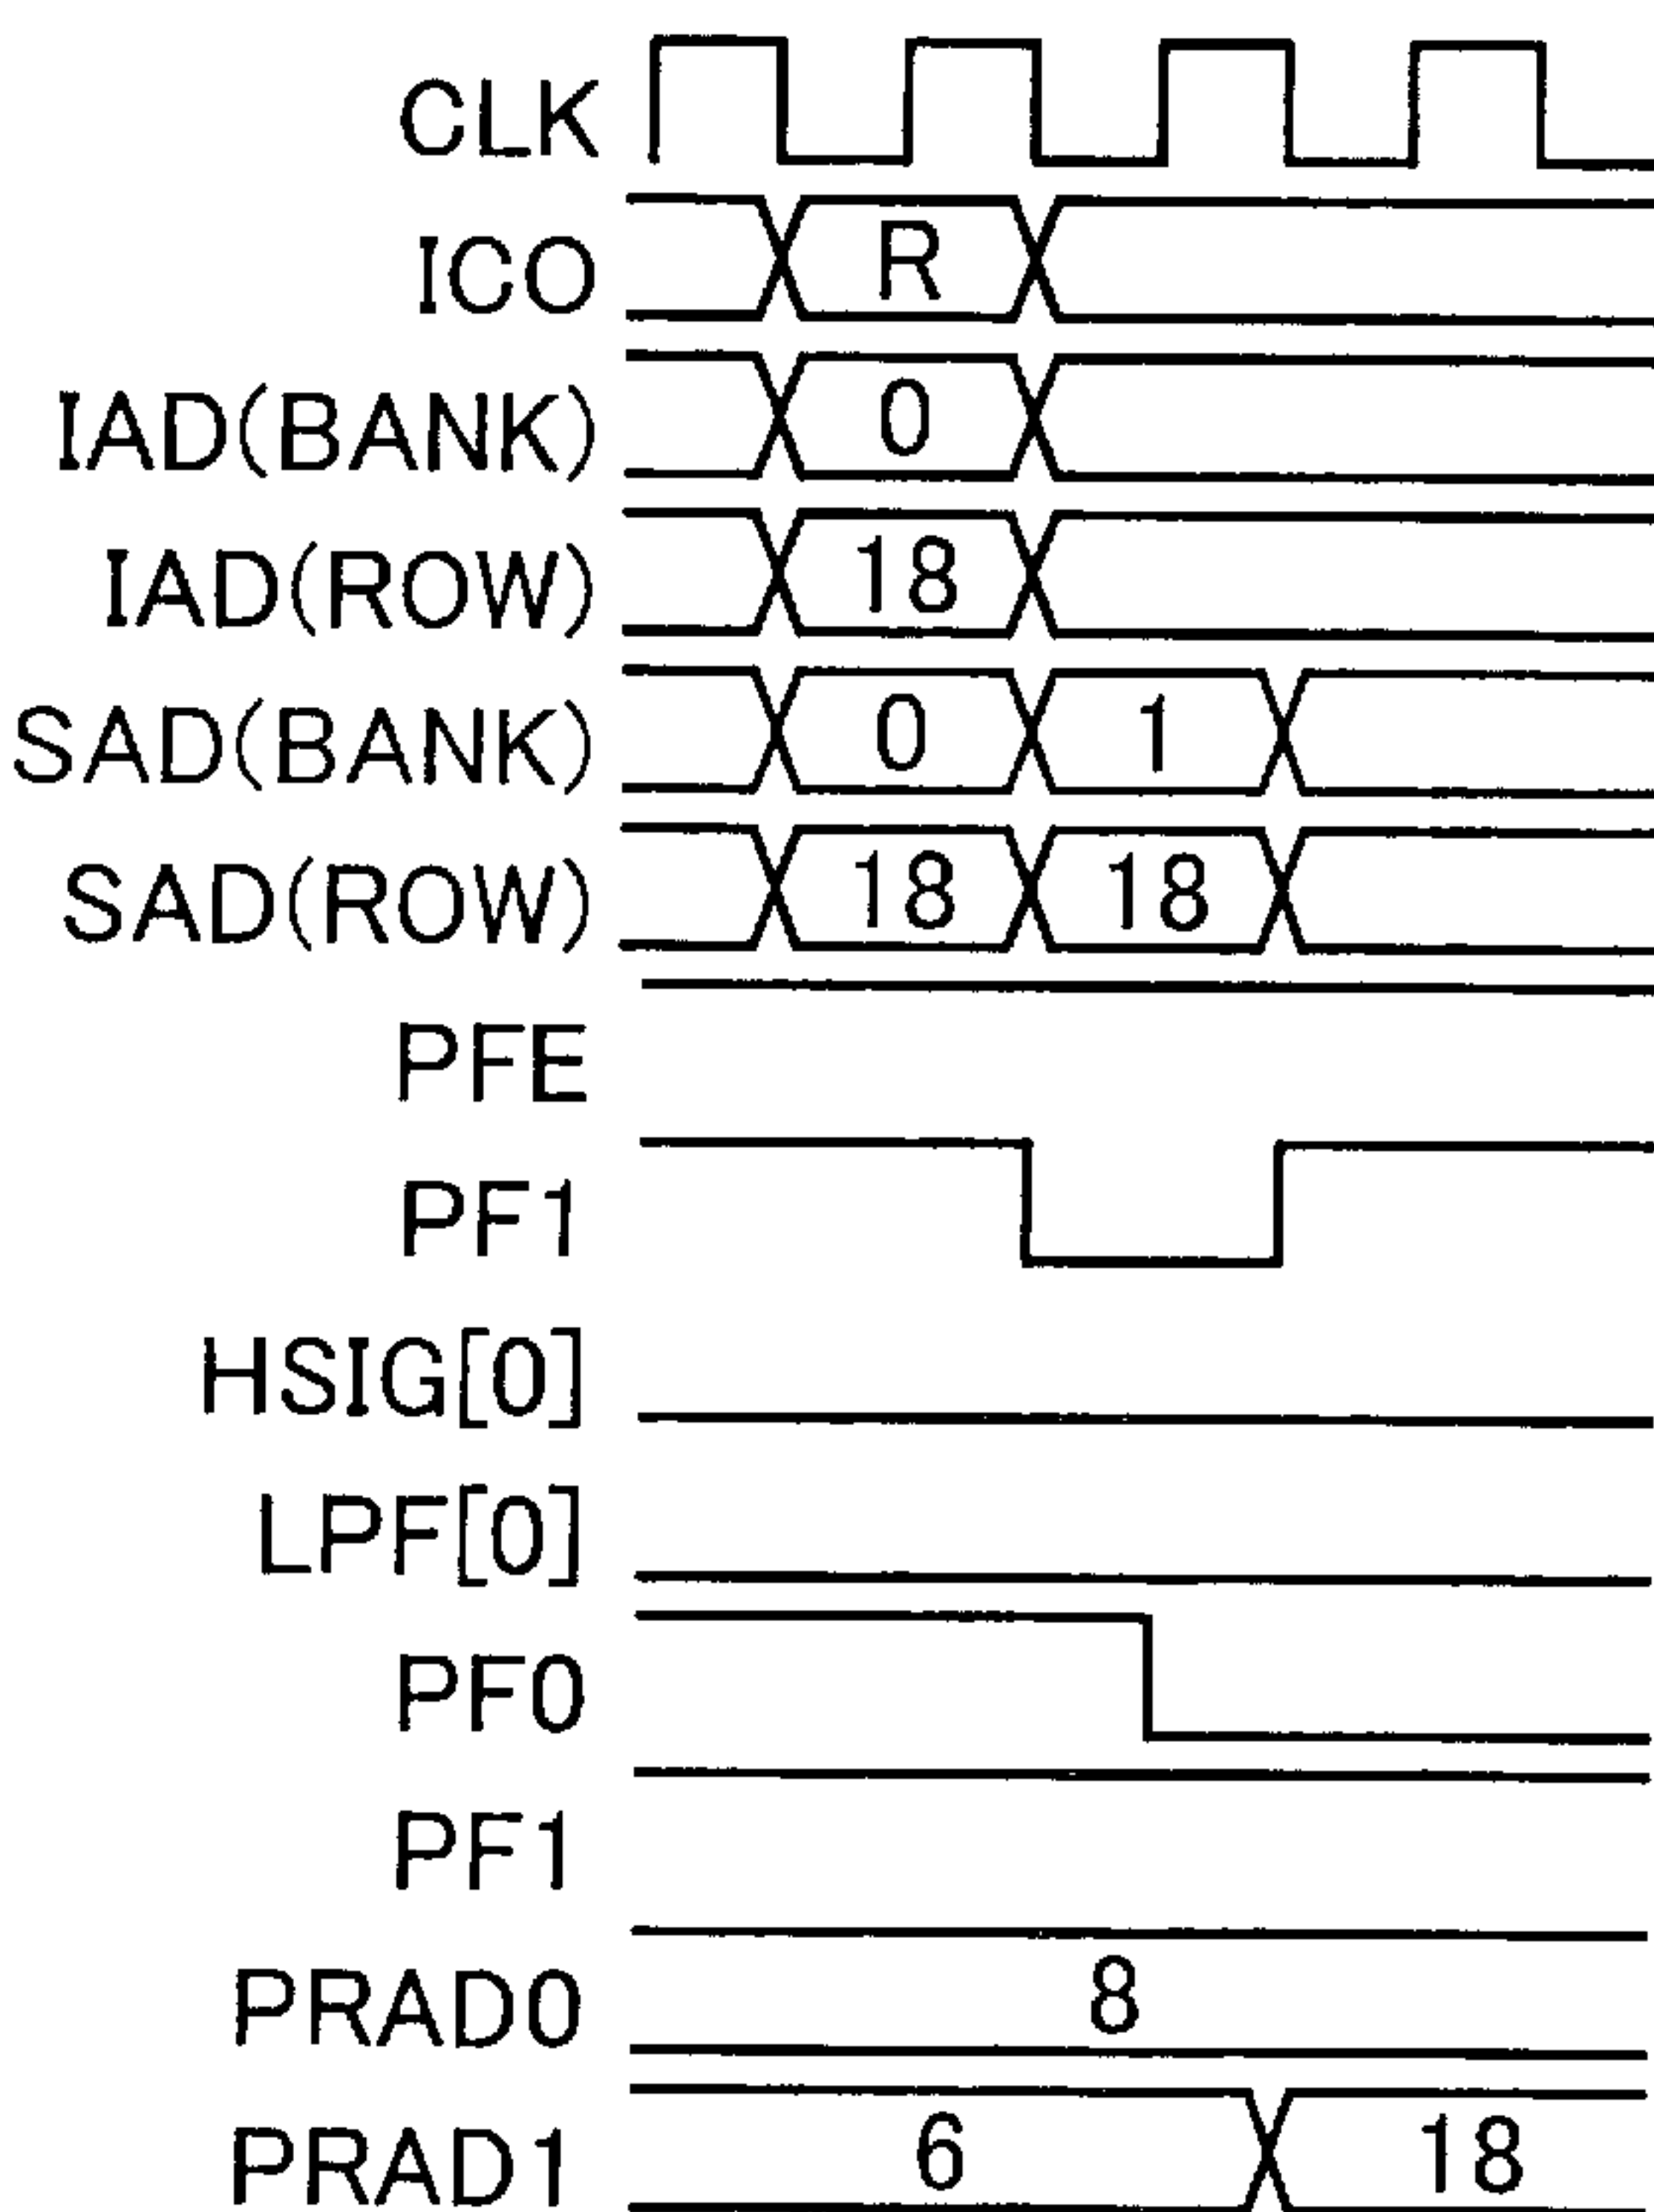 CLK
ICO R
IAD(BANK) 0
IAD(ROW) 18
SAD(BANK) 0 1
SAD(ROW) 18 18
PFE
PF1
HSIG[0]
LPF[0]
PF0
PF1
PRAD0 8
PRAD1 6 18